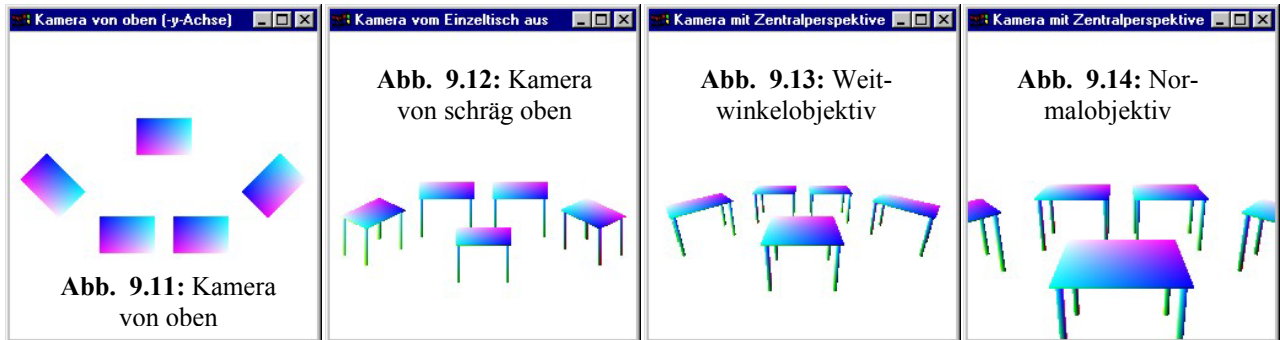 Kamera von oben (-y-Achse)
Abb. 9.11: Kamera
von oben
Kamera vom Einzeltisch aus
Abb. 9.12: Kamera
von schräg oben
Kamera mit Zentralperspektive
Abb. 9.13: Weit-
winkelobjektiv
Kamera mit Zentralperspektive
Abb. 9.14: Nor-
malobjektiv